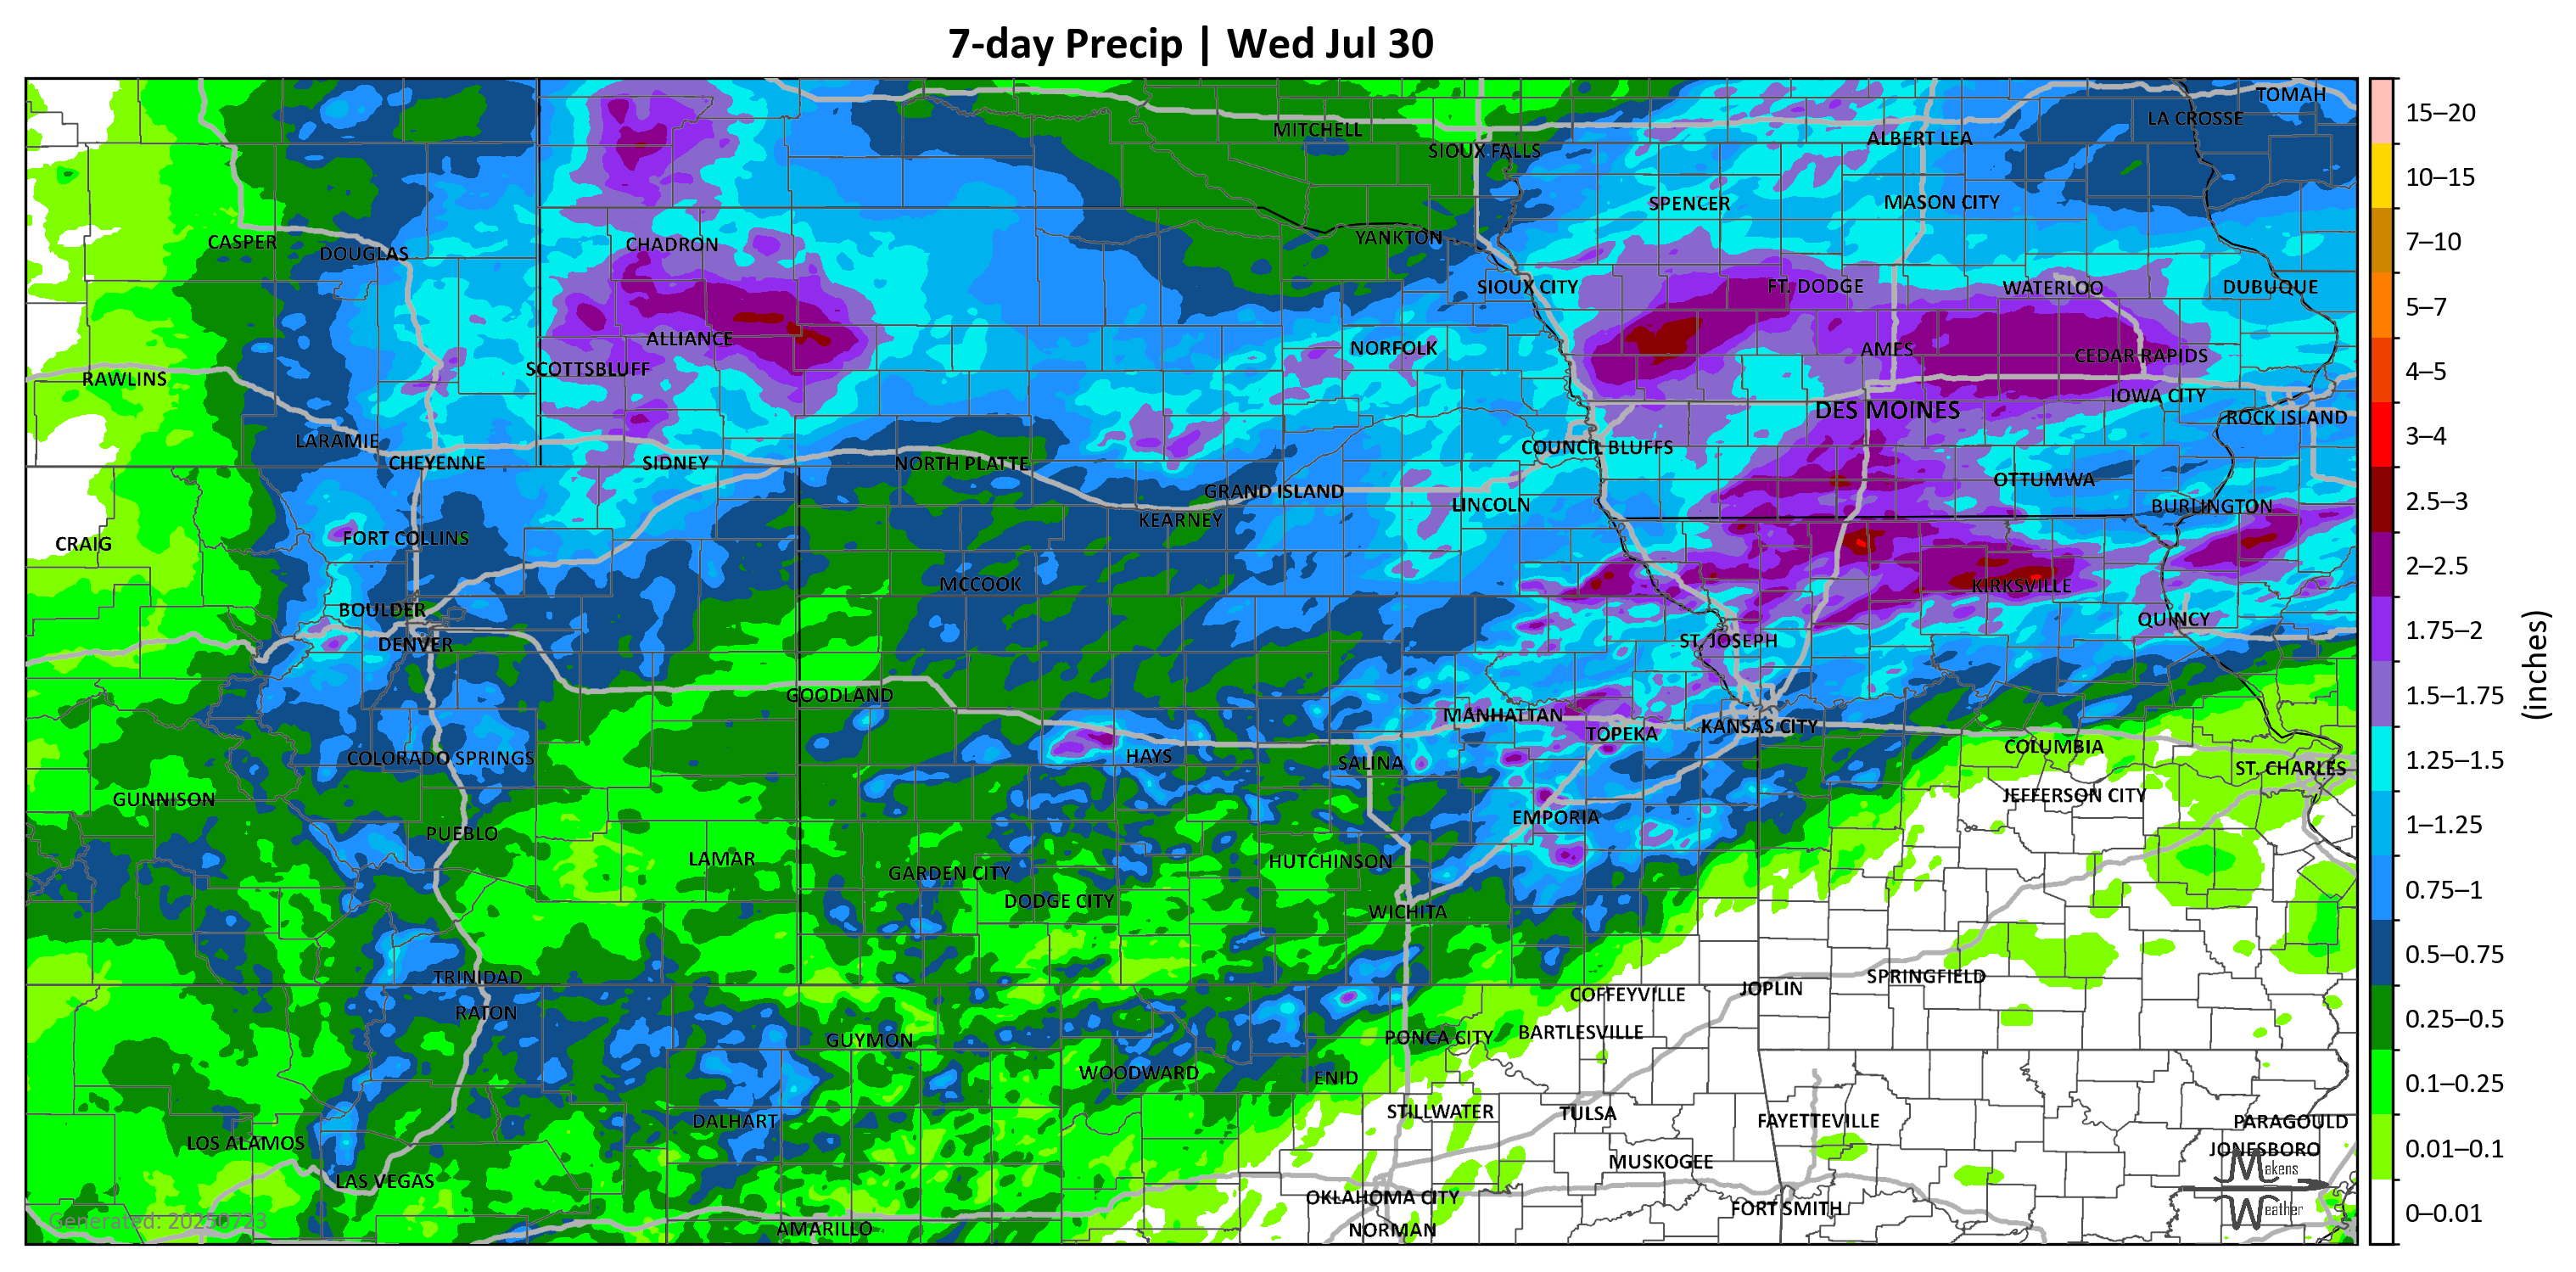 7-day Precip | Wed Jul 30
TOMAH
LA CROSSE
MITCHELL
ALBERT LEA
SIOUX FALLS
SPENCER
MASON CITY
YANKTON
CASPER
CHADRON
DOUGLAS
SIOUX CITY
FT. DODGE
WATERLOO
DUBUQUE
ALLIANCE
NORFOLK
AMES
CEDAR RAPIDS
SCOTTSBLUFF
RAWLINS
IOWA CITY
DES MOINES
ROCK ISLAND
LARAMIE
COUNCIL BLUFFS
CHEYENNE
SIDNEY
NORTH PLATTE
OTTUMWA
GRAND ISLAND
LINCOLN
BURLINGTON
KEARNEY
FORT COLLINS
CRAIG
MCCOOK
KIRKSVILLE
BOULDER
QUINCY
DENVER
ST. JOSEPH
GOODLAND
MANHATTAN
KANSAS CITY
TOPEKA
COLUMBIA
COLORADO SPRINGS
HAYS
SALINA
ST. CHARLES
GUNNISON
JEFFERSON CITY
EMPORIA
PUEBLO
LAMAR
HUTCHINSON
GARDEN CITY
DODGE CITY
WICHITA
TRINIDAD
SPRINGFIELD
JOPLIN
COFFEYVILLE
RATON
BARTLESVILLE
PONCA CITY
GUYMON
WOODWARD
ENID
STILLWATER
TULSA
FAYETTEVILLE
PARAGOULD
DALHART
LOS ALAMOS
JONESBORO
MUSKOGEE
Makens
LAS VEGAS
OKLAHOMA CITY
FORT SMITH
Weather
Generated: 20250723
AMARILLO
NORMAN
15–20
10–15
7–10
5–7
4–5
3–4
2.5–3
2–2.5
1.75–2
1.5–1.75
1.25–1.5
1–1.25
0.75–1
0.5–0.75
0.25–0.5
0.1–0.25
0.01–0.1
0–0.01
(inches)